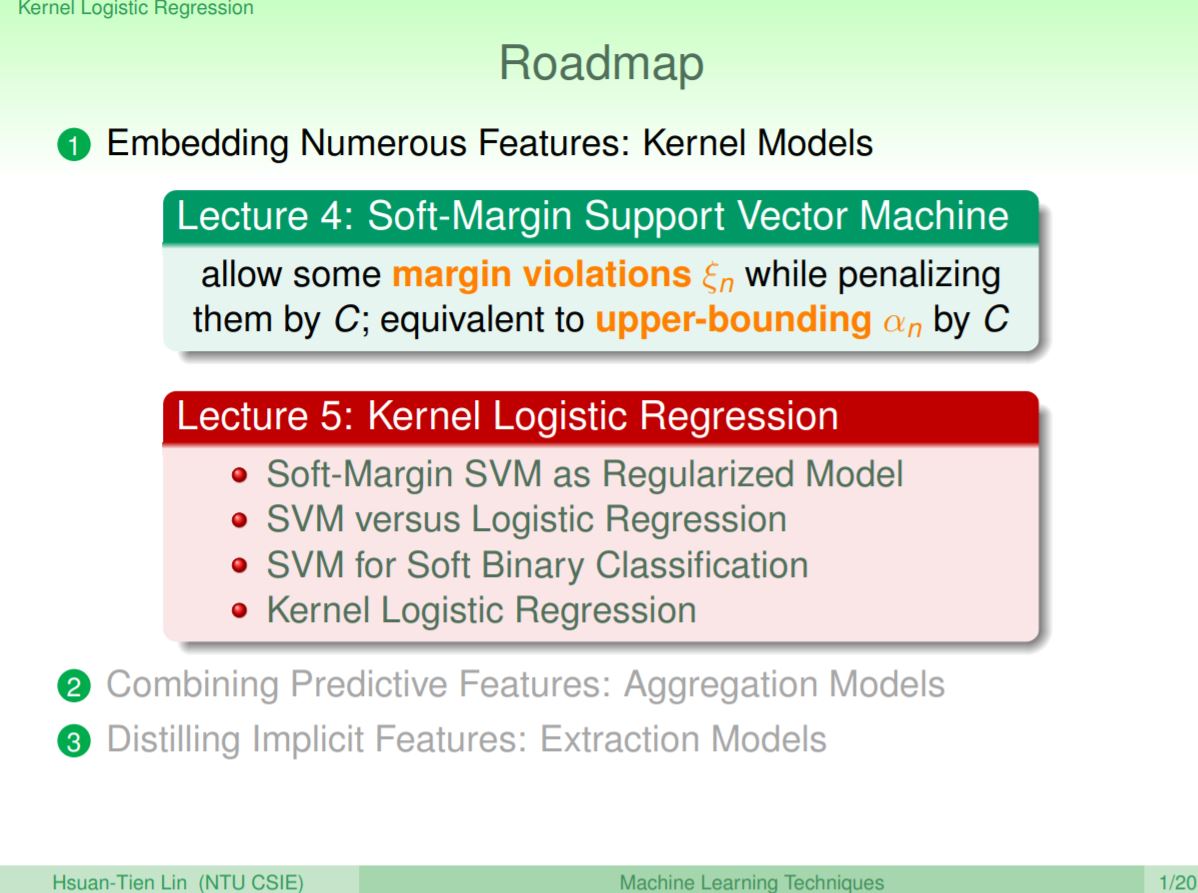 Kernel Logistic Regression
Roadmap
1 Embedding Numerous Features: Kernel Models
Lecture 4: Soft-Margin Support Vector Machine
allow some margin violations ξn while penalizing
them by C; equivalent to upper-bounding αn by C
Lecture 5: Kernel Logistic Regression
Soft-Margin SVM as Regularized Model
SVM versus Logistic Regression
SVM for Soft Binary Classification
Kernel Logistic Regression
2 Combining Predictive Features: Aggregation Models
3 Distilling Implicit Features: Extraction Models
Hsuan-Tien Lin (NTU CSIE)
Machine Learning Techniques
1/20